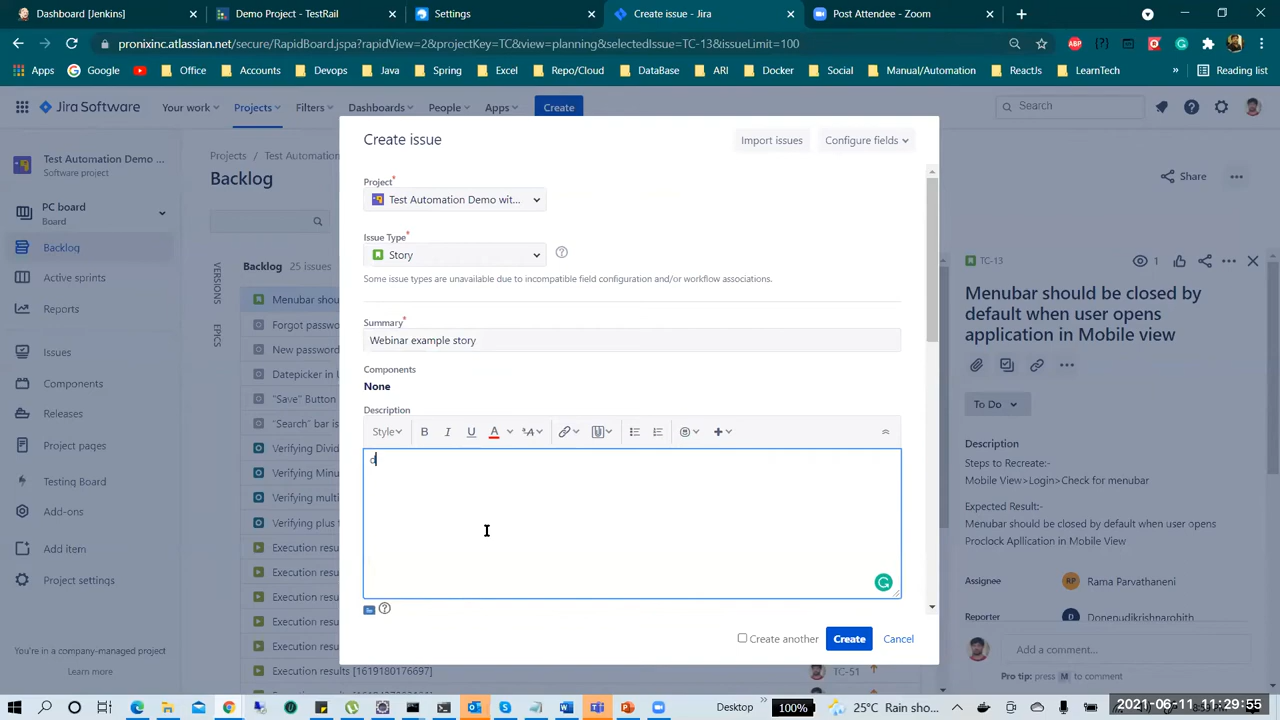 Dashboard [Jenkins]
Demo Project - TestRail
Settings
Create issue - Jira
Post Attendee - Zoom
pronixinc.atlassian.net/secure/RapidBoard.jspa?rapidView=2&projectKey=TC&view=planning&selectedIssue=TC-13&issueLimit=100
Apps
Google
Office
Accounts
Devops
Java
Spring
Excel
Repo/Cloud
DataBase
ARI
Docker
Social
Manual/Automation
ReactJs
LearnTech
»
Reading list
Jira Software
Your work
Projects
Filters
Dashboards
People
Apps
Create
Search
Test Automation Demo ...
Software project
PC board
Board
Backlog
Active sprints
Reports
Issues
Components
Releases
Project pages
Testing Board
Add-ons
Add item
Project settings
You're in a company-managed project
Learn more
Projects / Test Automation
Backlog
VERSIONS
EPICS
Backlog 25 issues
Menubar shou
Forgot passwor
New password
Datepicker in
"Save" Button
"Search" bar is
Verifying Divid
Verifying Minu
Verifying multi
Verifying plus f
Execution resul
Execution resul
Execution resul
Execution resul
Execution resul
Execution results [1619180176697]
TC-51
Create issue
Import issues
Configure fields
Project*
Test Automation Demo wit...
Issue Type*
Story
Some issue types are unavailable due to incompatible field configuration and/or workflow associations.
Summary*
Webinar example story
Components
None
Description
Style
B I U A
d
Create another
Create
Cancel
Share
TC-13
1
Menubar should be closed by
default when user opens
application in Mobile view
To Do
Description
Steps to Recreate:-
Mobile View>Login>Check for menubar
Expected Result:-
Menubar should be closed by default when user opens
Proclock Apllication in Mobile View
Assignee
RP
Rama Parvathaneni
Reporter
D
Donepudikrishnarohith
Add a comment...
Pro tip: press M to comment
Desktop
»
100%
25°C Rain sho...
2021-06-11 11:29:55